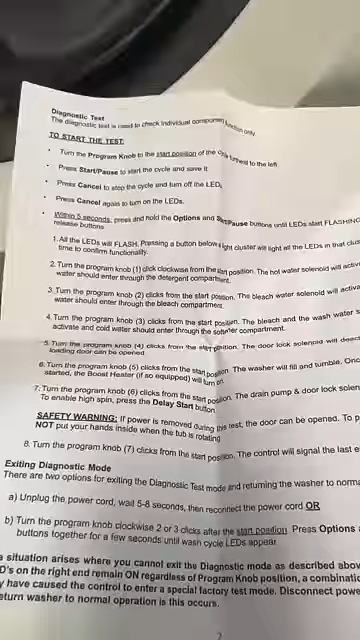 Diagnostic Test
The diagnostic test is used to check individual component function only
TO START THE TEST:
• Turn the Program Knob to the start position of the cycle furthest to the left
• Press Start/Pause to start the cycle and save it
• Press Cancel to stop the cycle and turn off the LED.
• Press Cancel again to turn on the LEDs.
• Within 5 seconds: press and hold the Options and Start/Pause buttons until LEDs start FLASHING
release buttons
1. All the LEDs will FLASH. Pressing a button below a light cluster will light all the LEDs in that clus
time to confirm functionality.
2. Turn the program knob (1) click clockwise from the start position. The hot water solenoid will activ
water should enter through the detergent compartment.
3. Turn the program knob (2) clicks from the start position. The bleach water solenoid will activa
water should enter through the bleach compartment.
4. Turn the program knob (3) clicks from the start position. The bleach and the wash water s
activate and cold water should enter through the softener compartment.
5. Turn the program knob (4) clicks from the start position. The door lock solenoid will
loading door can be opened
6. Turn the program knob (5) clicks from the start position. The washer will fill and tumble. Onc
started, the Boost Heater (if so equipped) will turn on
7. Turn the program knob (6) clicks from the start position. The drain pump & door lock solen
To enable high spin, press the Delay Start button
SAFETY WARNING: If power is removed during this test, the door can be opened. To p
NOT put your hands inside when the tub is rotating
8. Turn the program knob (7) clicks from the start position. The control will signal the last e
Exiting Diagnostic Mode
There are two options for exiting the Diagnostic Test mode and returning the washer to norma
a) Unplug the power cord, wait 5-8 seconds, then reconnect the power cord OR
b) Turn the program knob clockwise 2 or 3 clicks after the start position. Press Options
buttons together for a few seconds until wash cycle LEDs appear
a situation arises where you cannot exit the Diagnostic mode as described abov
D's on the right end remain ON regardless of Program Knob position, a combinatio
y have caused the control to enter a special factory test mode. Disconnect powe
eturn washer to normal operation is this occurs.